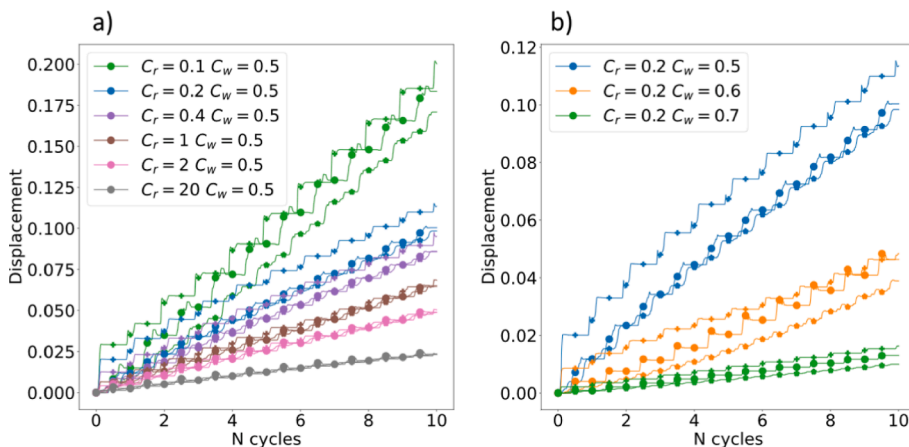 a)
Displacement
0.200
0.175
0.150
0.125
0.100
0.075
0.050
0.025
0.000
C_r = 0.1 C_w = 0.5
C_r = 0.2 C_w = 0.5
C_r = 0.4 C_w = 0.5
C_r = 1 C_w = 0.5
C_r = 2 C_w = 0.5
C_r = 20 C_w = 0.5
0 2 4 6 8 10
N cycles
b)
Displacement
0.12
0.10
0.08
0.06
0.04
0.02
0.00
C_r = 0.2 C_w = 0.5
C_r = 0.2 C_w = 0.6
C_r = 0.2 C_w = 0.7
0 2 4 6 8 10
N cycles